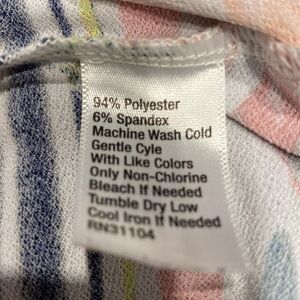 94% Polyester
6% Spandex
Machine Wash Cold
Gentle Cyle
With Like Colors
Only Non-Chlorine
Bleach If Needed
Tumble Dry Low
Cool Iron If Needed
RN31104